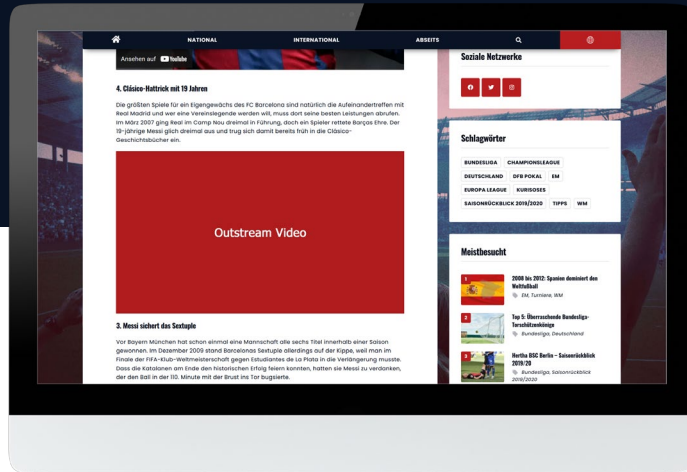 NATIONAL
INTERNATIONAL
ABSEITS
Ansehen auf YouTube
4. Clásico-Hattrick mit 19 Jahren
Die größten Spiele für ein Eigengewächs des FC Barcelona sind natürlich die Aufeinandertreffen mit
Real Madrid und wer eine Vereinslegende werden will, muss dort seine besten Leistungen abrufen.
Im März 2007 ging Real im Camp Nou dreimal in Führung, doch ein Spieler rettete Barças Ehre. Der
19-jährige Messi glich dreimal aus und trug sich damit bereits früh in die Clásico-
Geschichtsbücher ein.
Outstream Video
3. Messi sichert das Sextuple
Vor Bayern München hat schon einmal eine Mannschaft alle sechs Titel innerhalb einer Saison
gewonnen. Im Dezember 2009 stand Barcelonas Sextuple allerdings auf der Kippe, weil man im
Finale der FIFA-Klub-Weltmeisterschaft gegen Estudiantes de La Plata in die Verlängerung musste.
Dass die Katalanen am Ende den historischen Erfolg feiern konnten, hatten sie Messi zu verdanken,
der den Ball in der 110. Minute mit der Brust ins Tor bugsierte.
Soziale Netzwerke
Schlagwörter
BUNDESLIGA CHAMPIONSLEAGUE
DEUTSCHLAND DFB POKAL EM
EUROPA LEAGUE KURIOSES
SAISONRÜCKBLICK 2019/2020 TIPPS WM
Meistbesucht
1
2008 bis 2012: Spanien dominiert den
Weltfußball
EM, Turniere, WM
2
Top 5: Überraschende Bundesliga-
Torschützenkönige
Bundesliga, Deutschland
3
Hertha BSC Berlin – Saisonrückblick
2019/20
Bundesliga, Saisonrückblick
2019/2020